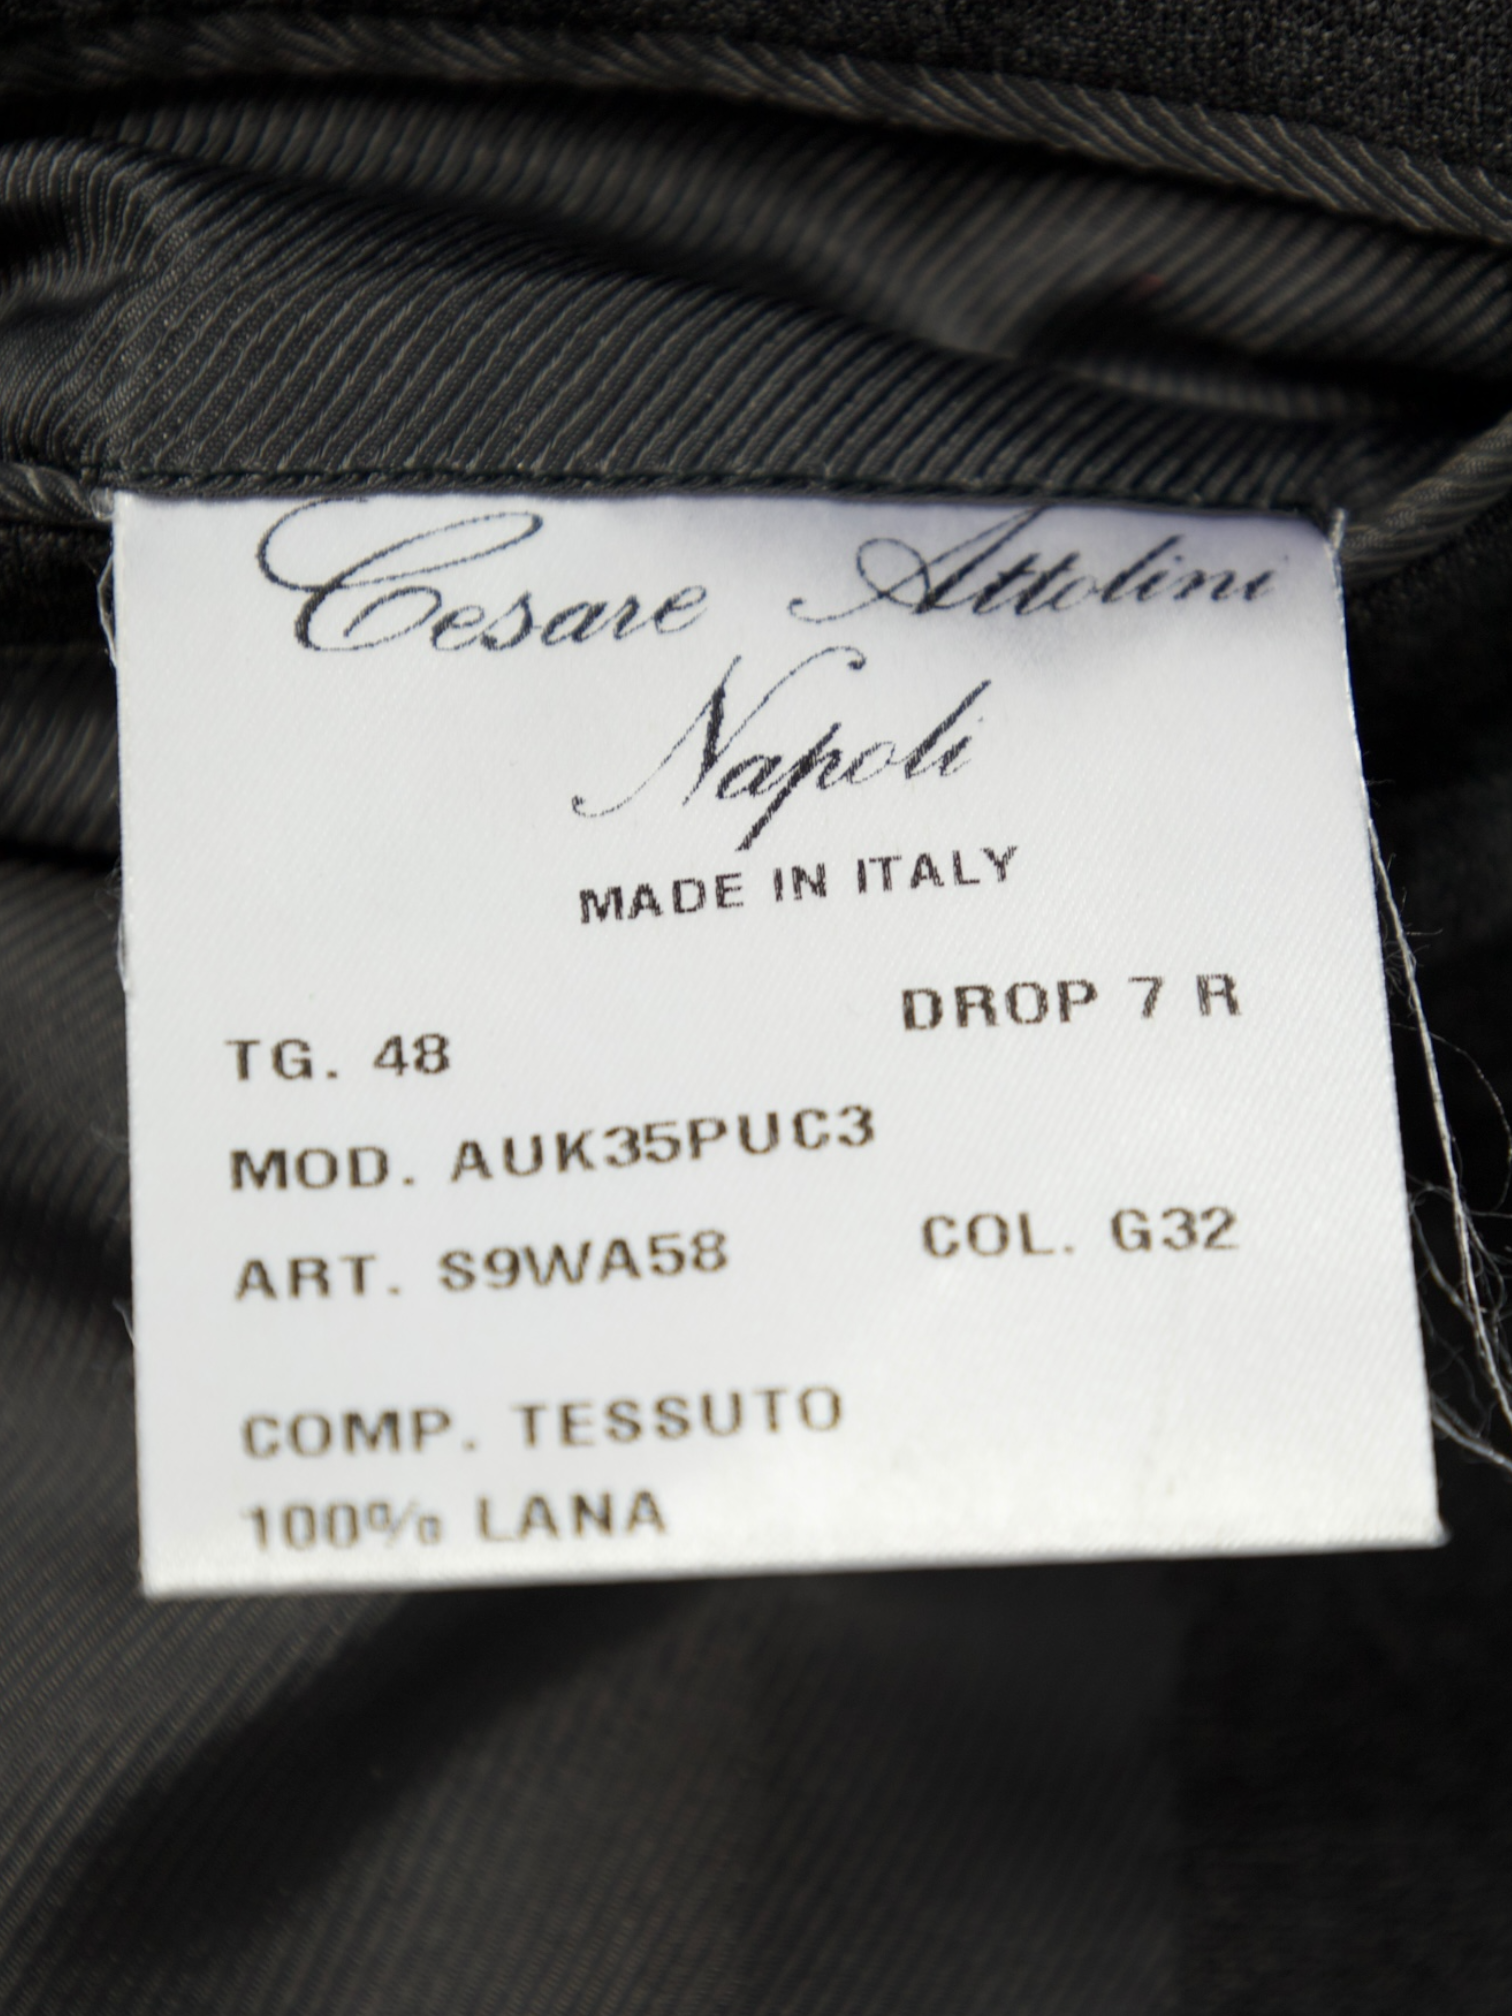 Cesare Attolini
Napoli
MADE IN ITALY
DROP 7 R
TG. 48
MOD. AUK35PUC3
ART. S9WA58 COL. G32
COMP. TESSUTO
100% LANA